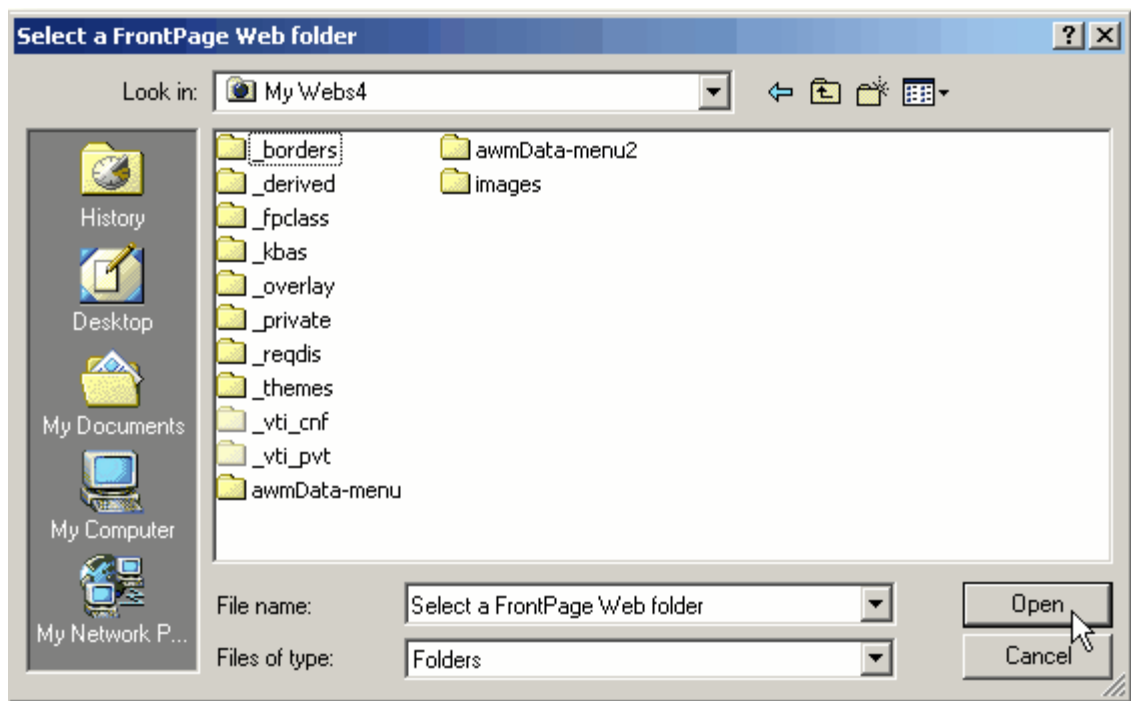 Select a FrontPage Web folder
Look in: My Webs4
History
Desktop
My Documents
My Computer
My Network P...
_borders
_derived
_fpclass
_kbas
_overlay
_private
_reqdis
_themes
_vti_cnf
_vti_pvt
awmData-menu
awmData-menu2
images
File name: Select a FrontPage Web folder Open
Files of type: Folders Cancel